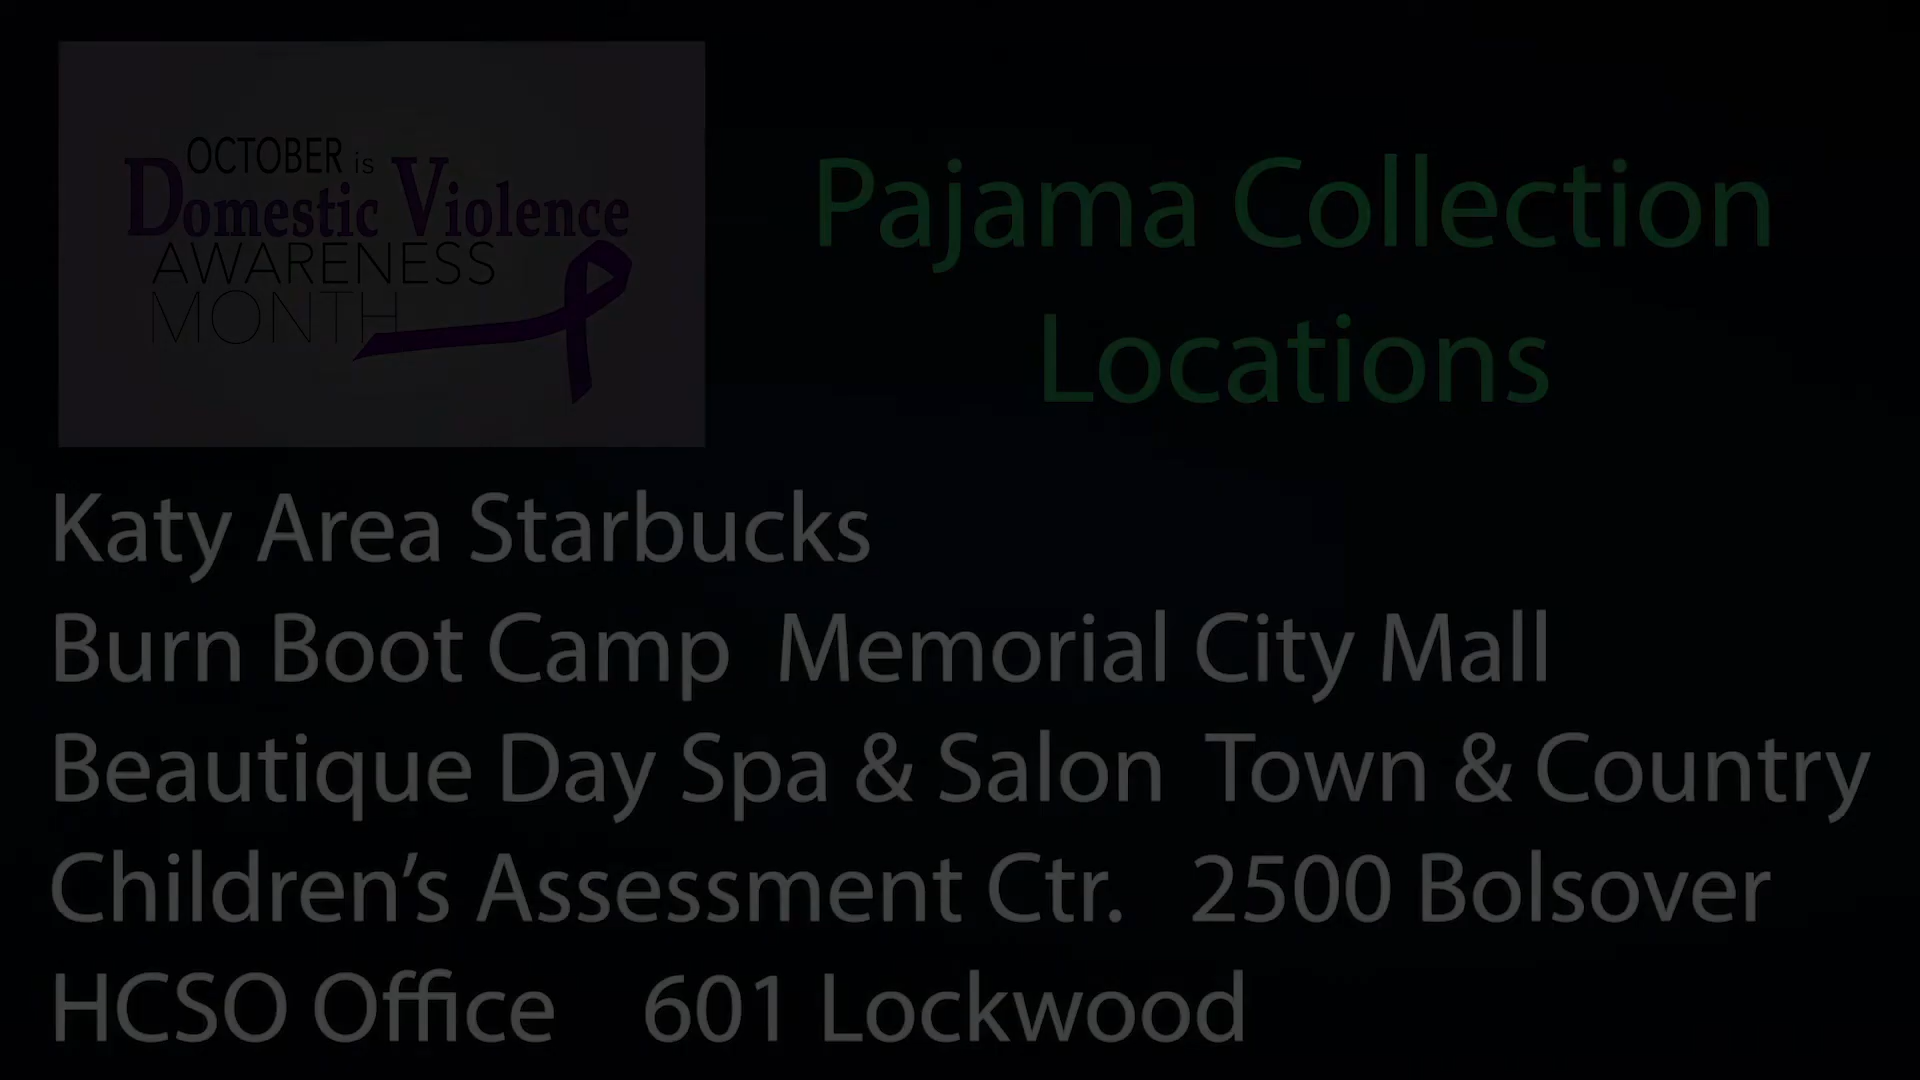 OCTOBER is
Domestic Violence
AWARENESS
MONTH
Pajama Collection
Locations
Katy Area Starbucks
Burn Boot Camp  Memorial City Mall
Beautique Day Spa & Salon  Town & Country
Children’s Assessment Ctr.   2500 Bolsover
HCSO Office    601 Lockwood